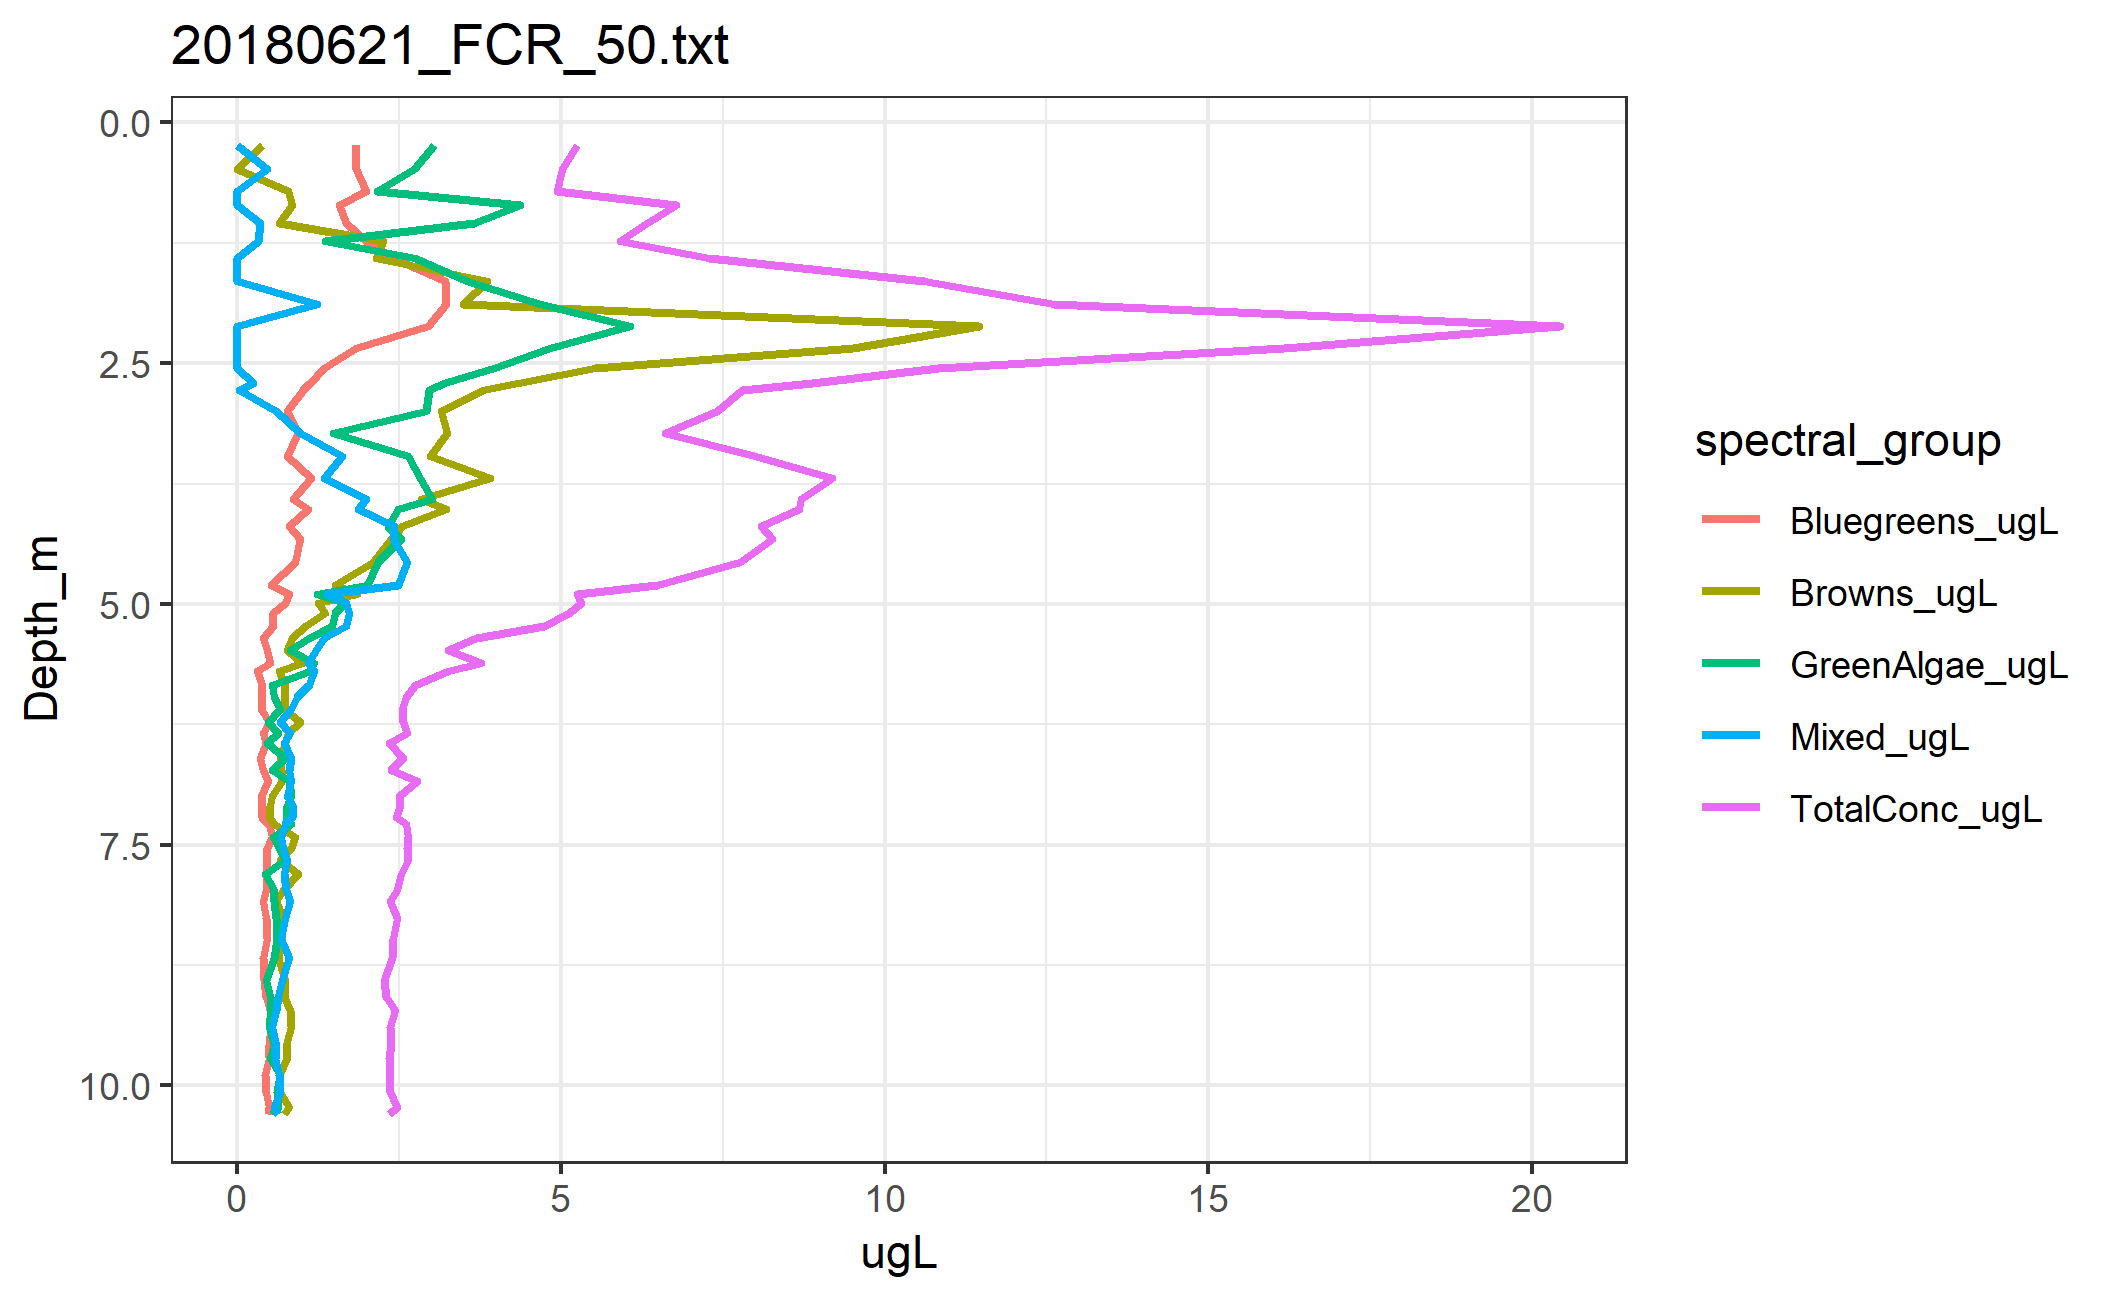 20180621_FCR_50.txt
0.0
2.5
5.0
7.5
10.0
Depth_m
0 5 10 15 20
ugL
spectral_group
Bluegreens_ugL
Browns_ugL
GreenAlgae_ugL
Mixed_ugL
TotalConc_ugL